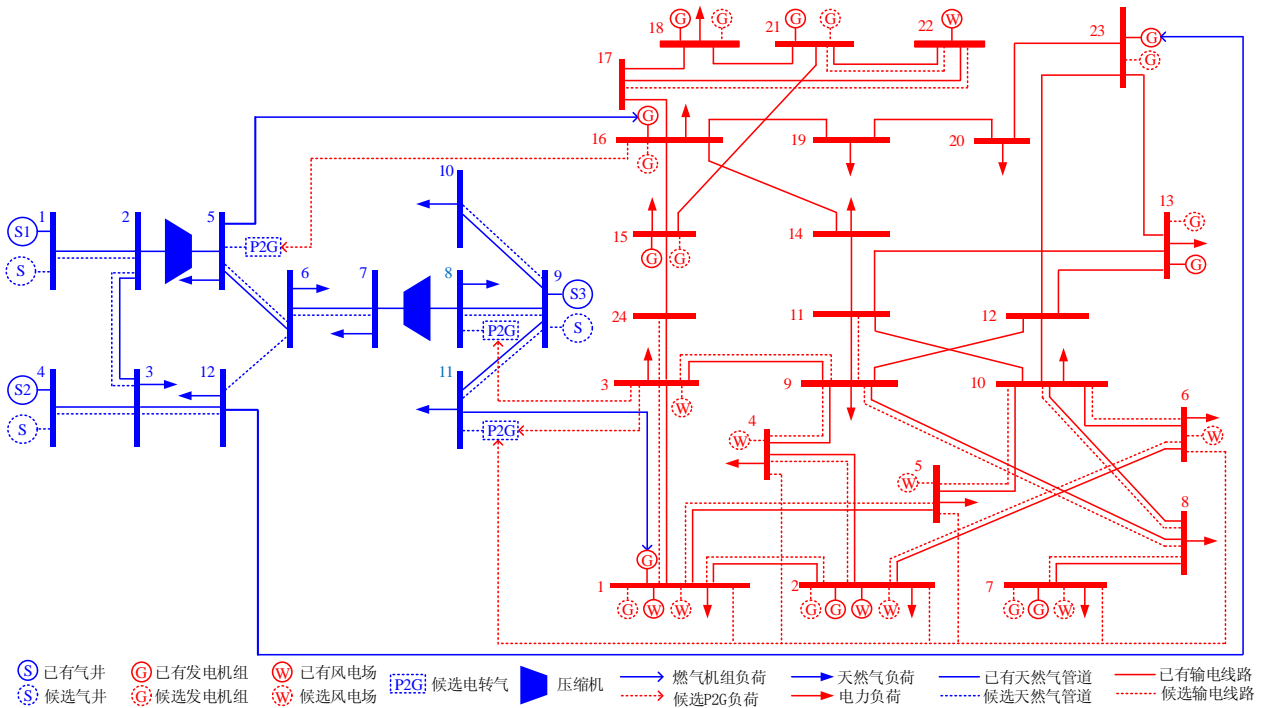 18 G G 21 G G 22 W 23 G G
17
16 G G 19 20
10 13 G G
1 2 5 S1 S P2G
15 G G 14
6 7 8 9 S3 S P2G
24 11 12
4 3 12 11 S2 S P2G
3 W 9 10 6 W
4 W 5 W 8
1 G G W W 2 G G W W 7 G G W
S 已有气井 G 已有发电机组 W 已有风电场 P2G 候选电转气 压缩机 燃气机组负荷 天然气负荷 已有天然气管道 已有输电线路
S 候选气井 G 候选发电机组 W 候选风电场 候选P2G负荷 电力负荷 候选天然气管道 候选输电线路